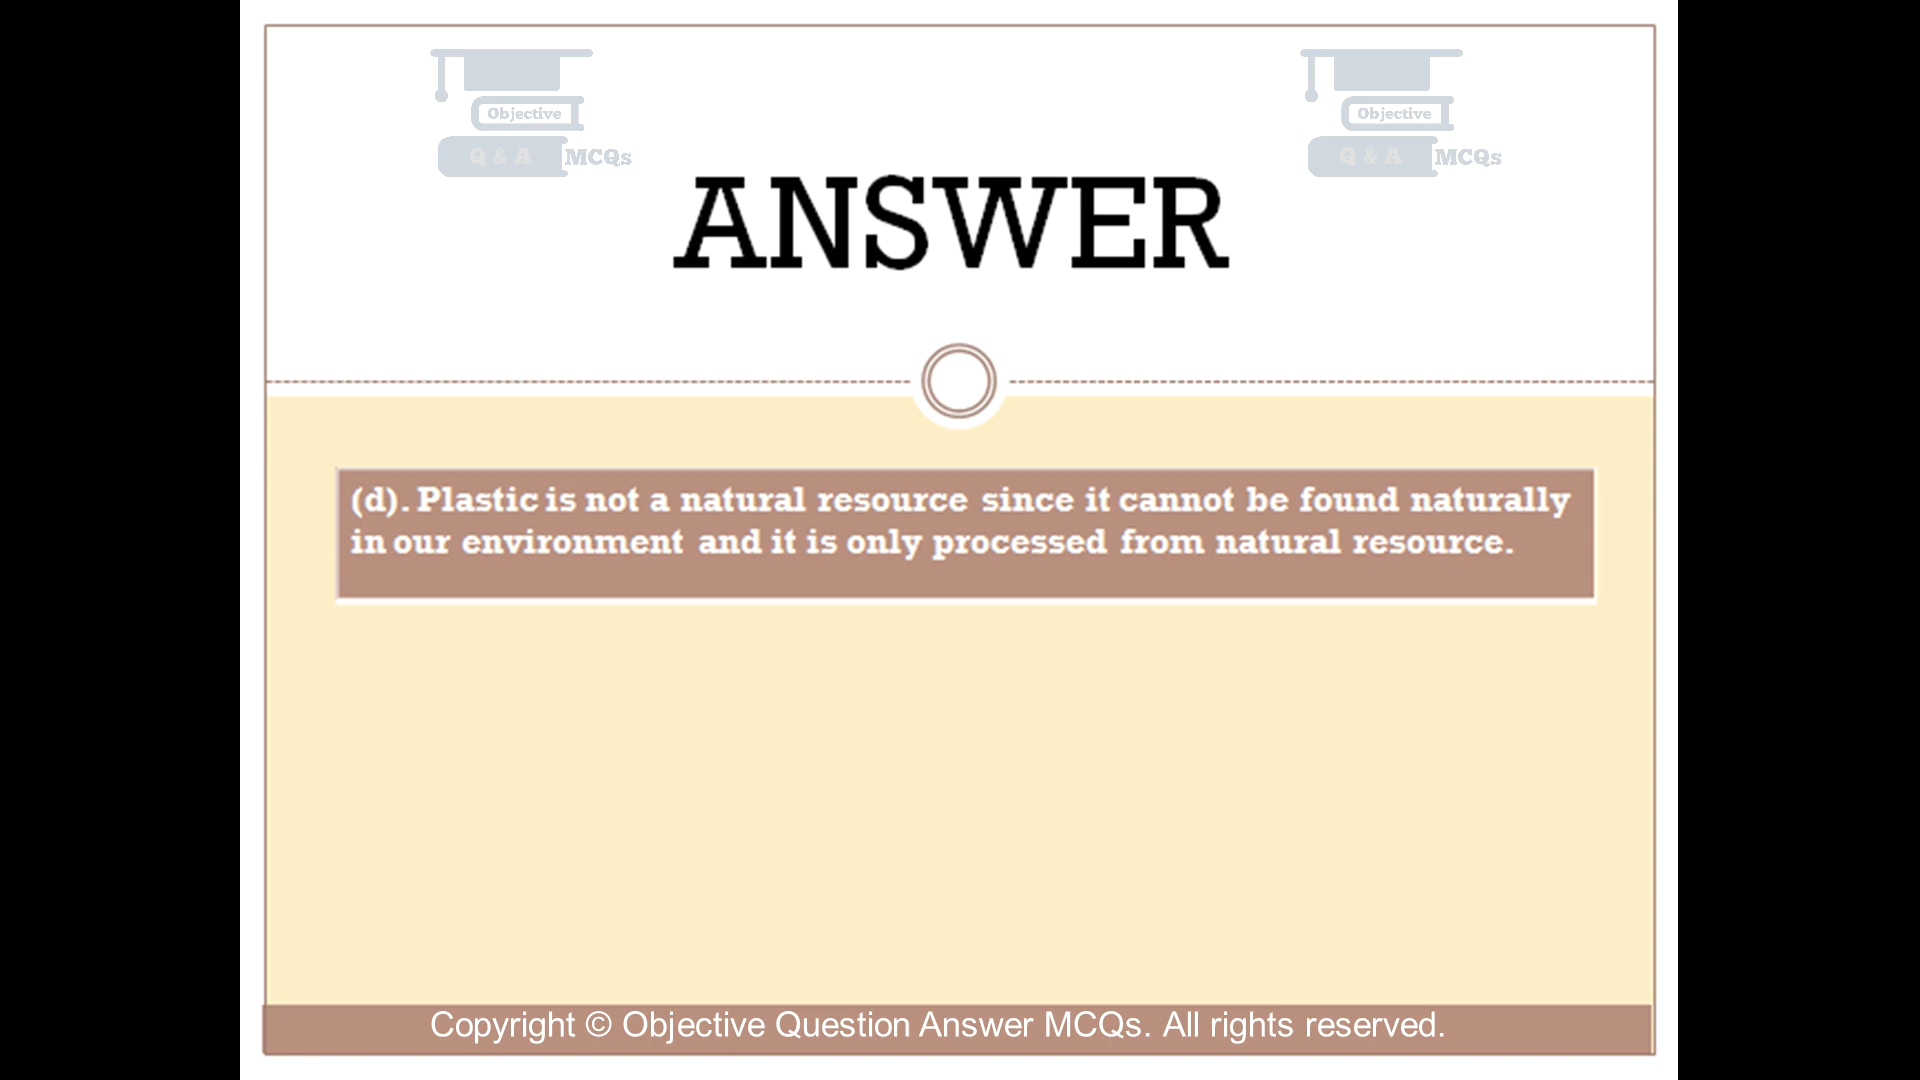 Objective
Q & A MCQs
Objective
Q & A MCQs
ANSWER
(d). Plastic is not a natural resource since it cannot be found naturally
in our environment and it is only processed from natural resource.
Copyright © Objective Question Answer MCQs. All rights reserved.